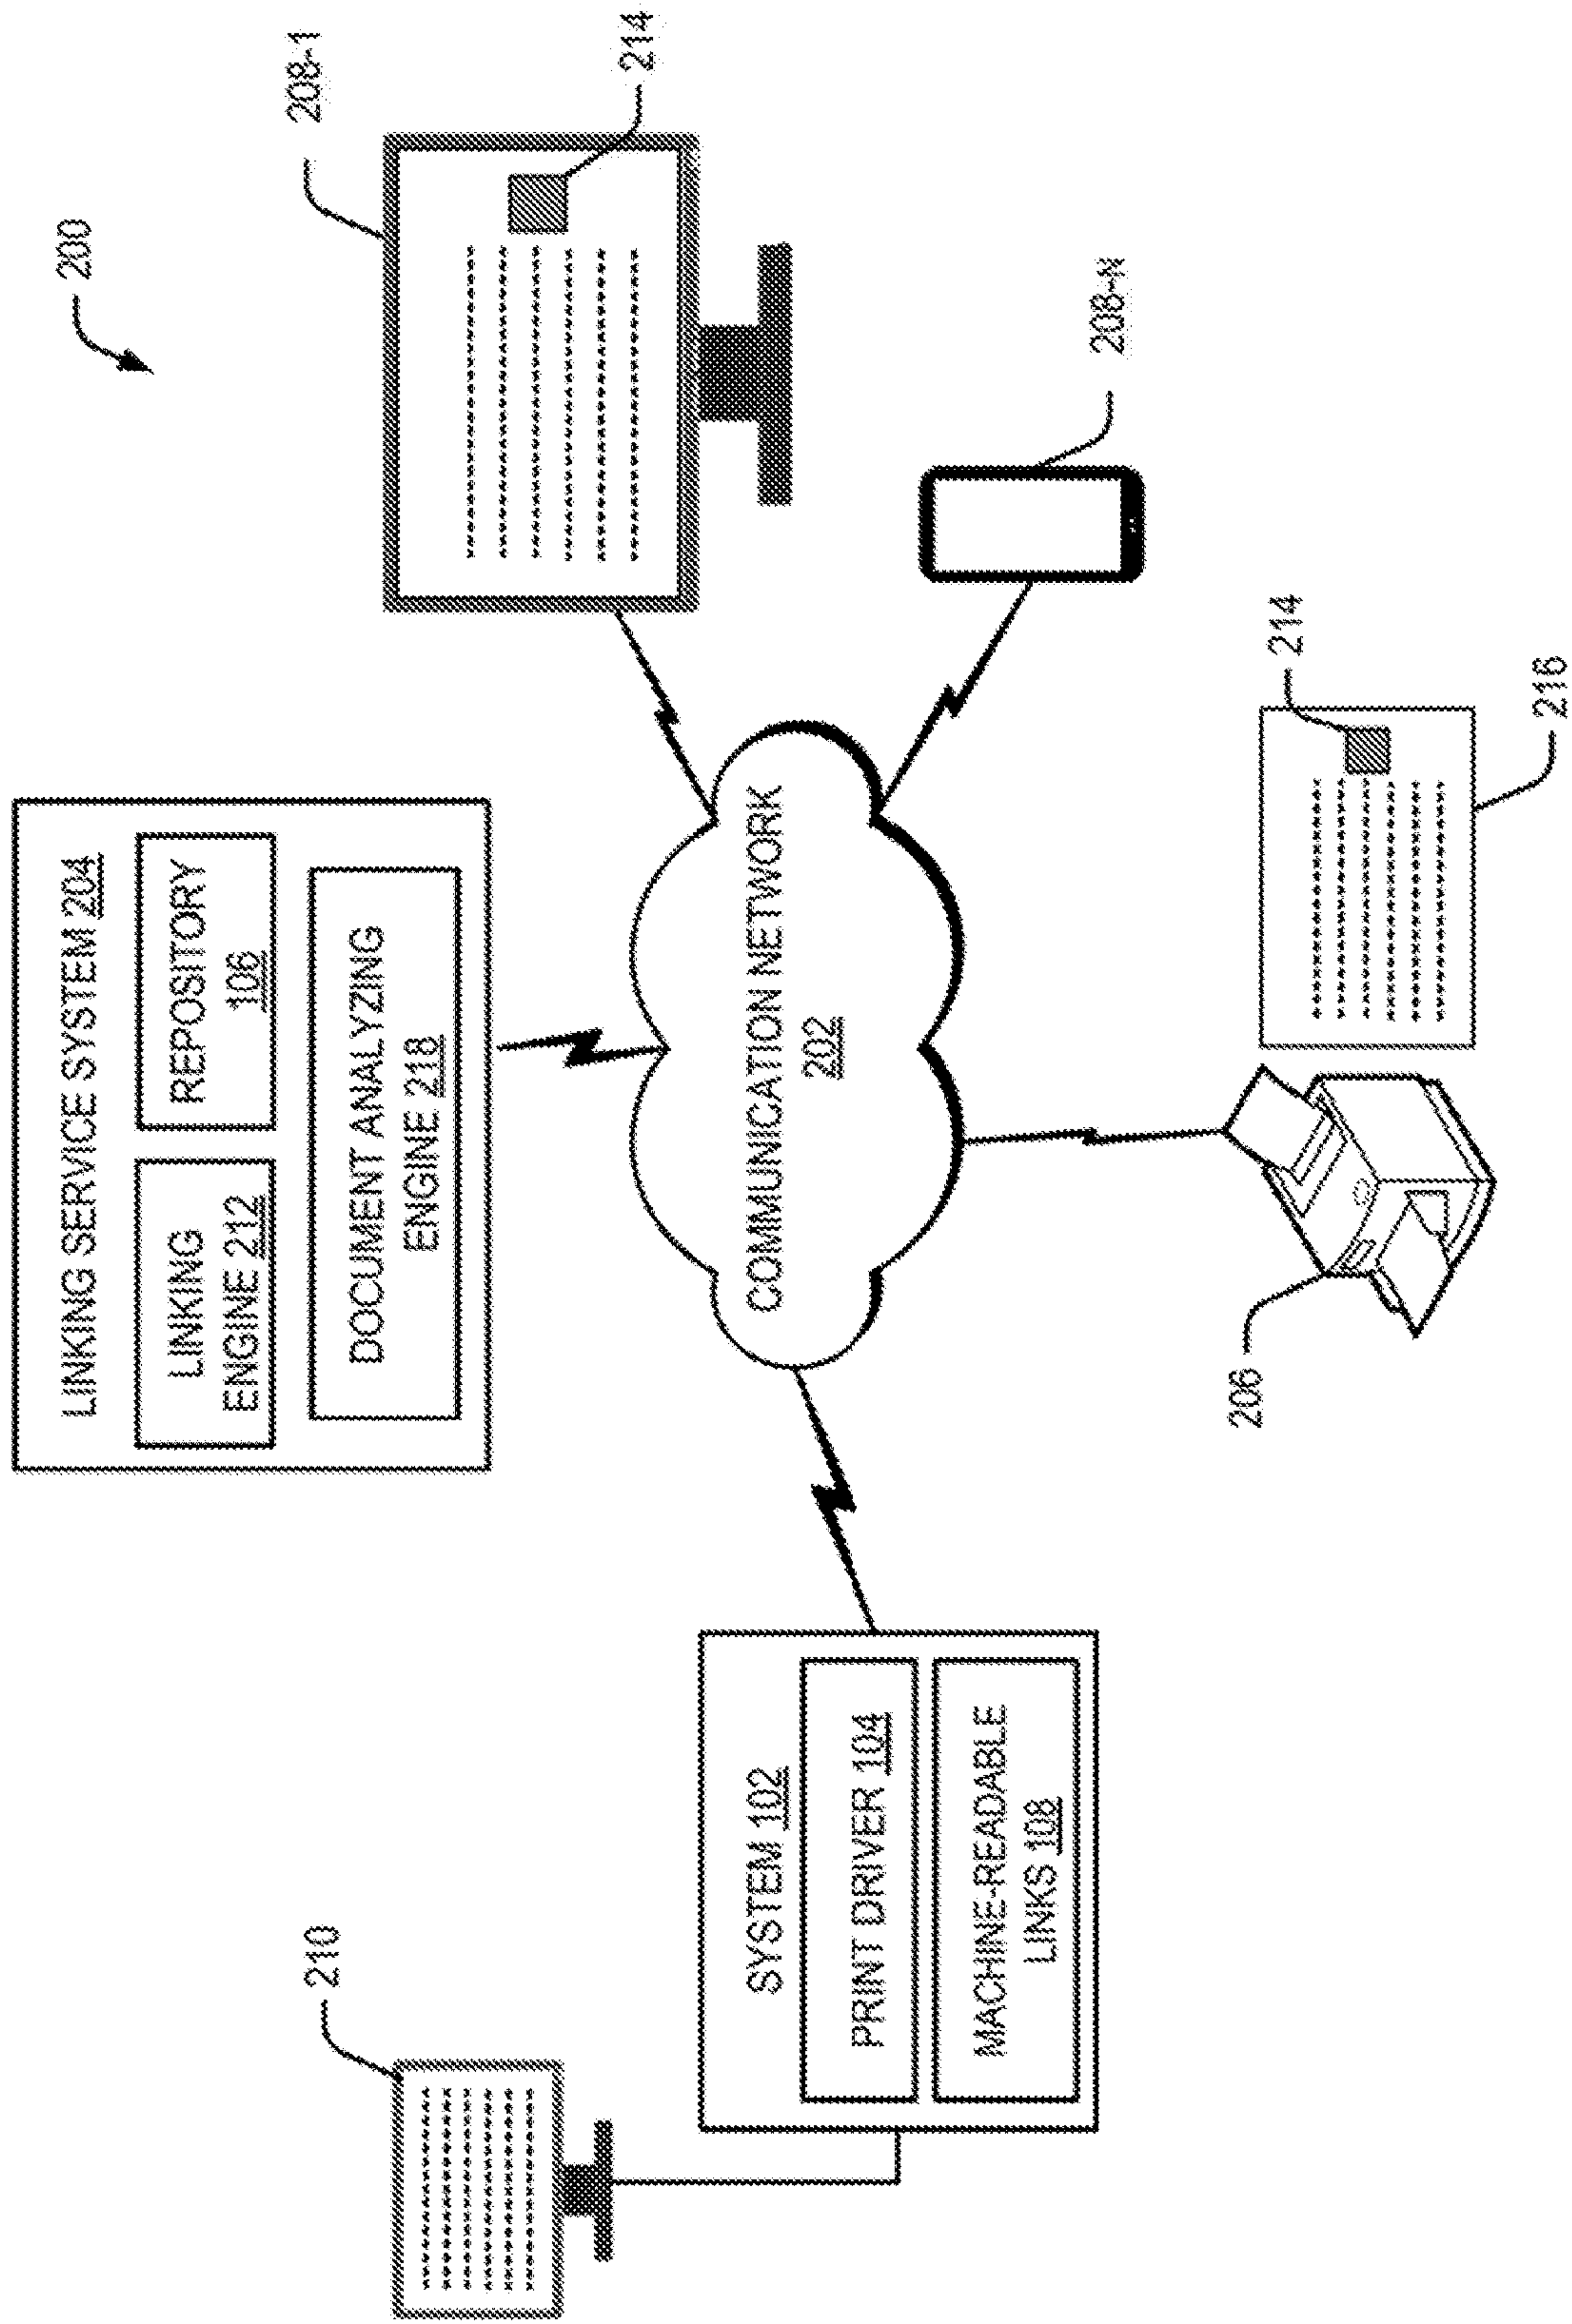 200
LINKING SERVICE SYSTEM 204
LINKING
ENGINE 212
REPOSITORY
106
DOCUMENT ANALYZING
ENGINE 218
208-1
214
210
SYSTEM 102
PRINT DRIVER 104
MACHINE-READABLE
LINKS 108
COMMUNICATION NETWORK
202
208-N
206
214
216